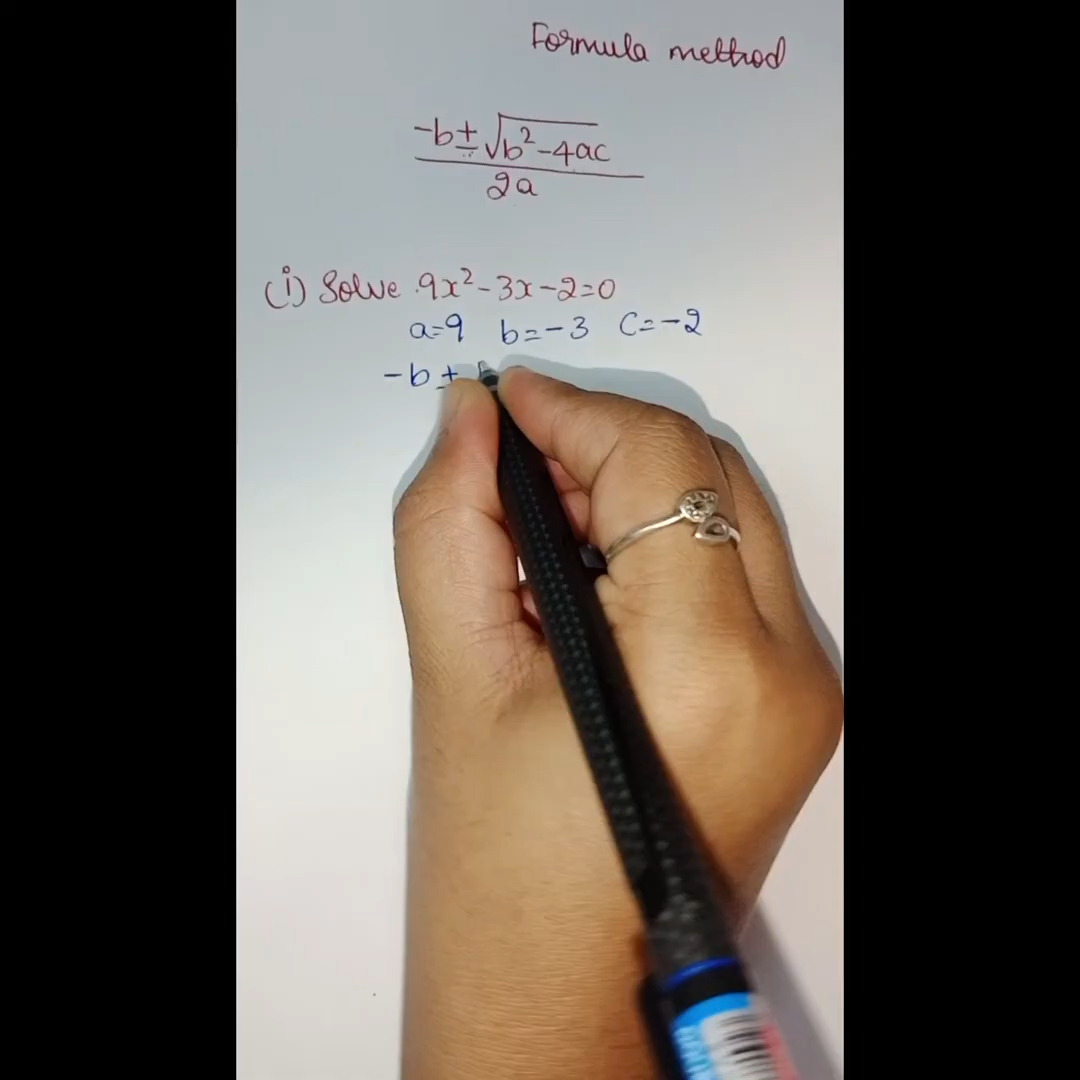 Formula method
-b ± √b² - 4ac
2a
(i) Solve 9x² - 3x - 2 = 0
a=9 b=-3 c=-2
-b ±